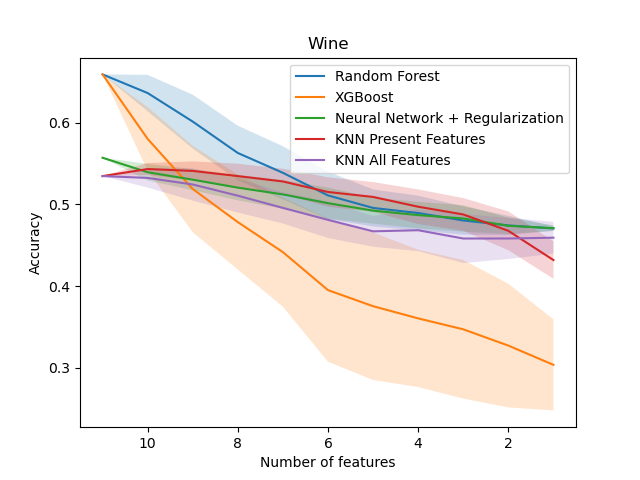 Wine
Random Forest
XGBoost
Neural Network + Regularization
KNN Present Features
KNN All Features
0.6
0.5
0.4
0.3
Accuracy
10 8 6 4 2
Number of features